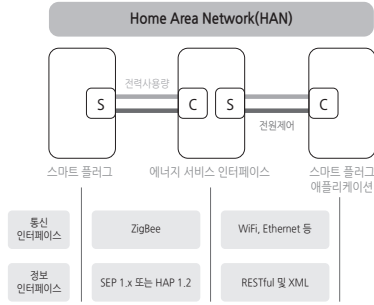 Home Area Network(HAN)
전력사용량
S
C
S
C
전원제어
스마트 플러그
에너지 서비스 인터페이스
스마트 플러그
애플리케이션
통신
인터페이스
ZigBee
WiFi, Ethernet 등
정보
인터페이스
SEP 1.x 또는 HAP 1.2
RESTful 및 XML